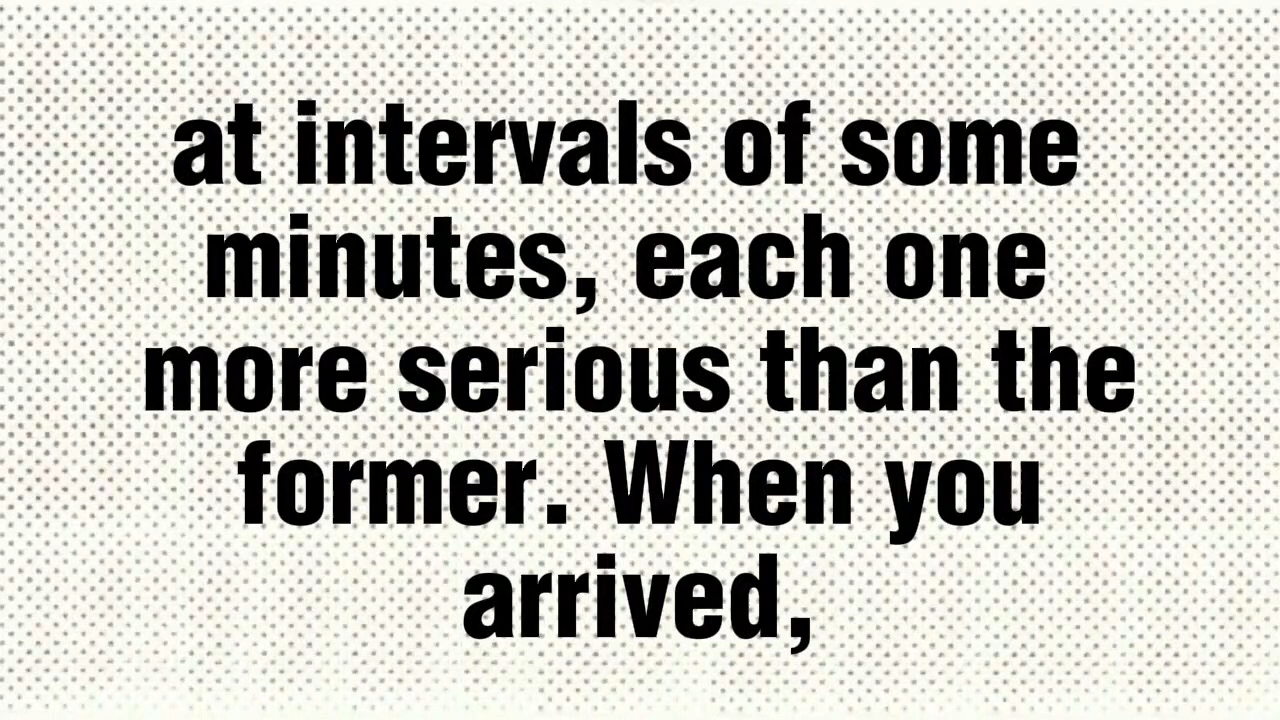 at intervals of some
minutes, each one
more serious than the
former. When you
arrived,